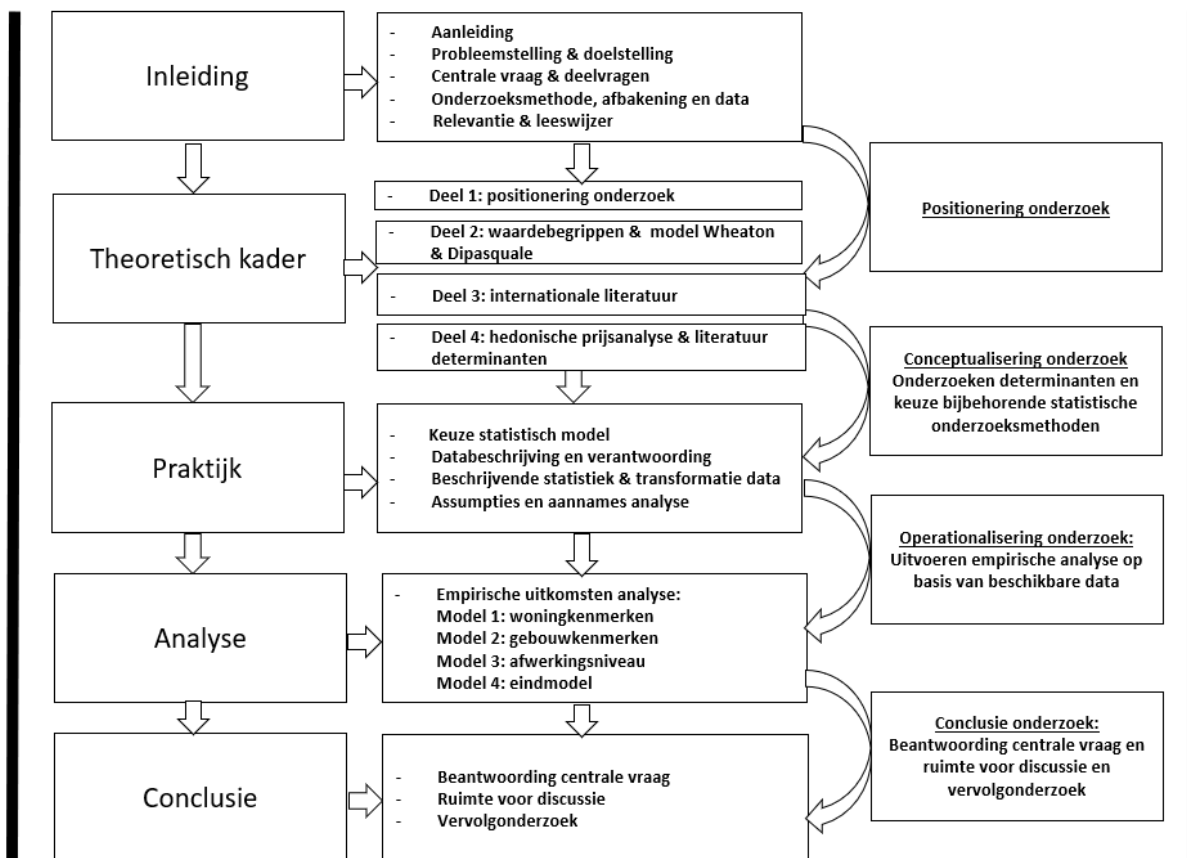 Inleiding
- Aanleiding
- Probleemstelling & doelstelling
- Centrale vraag & deelvragen
- Onderzoeksmethode, afbakening en data
- Relevantie & leeswijzer
Positionering onderzoek
Theoretisch kader
- Deel 1: positionering onderzoek
- Deel 2: waardebegrippen & model Wheaton
& Dipasquale
- Deel 3: internationale literatuur
- Deel 4: hedonische prijsanalyse & literatuur
determinanten
Conceptualisering onderzoek
Onderzoeken determinanten en
keuze bijbehorende statistische
onderzoeksmethoden
Praktijk
- Keuze statistisch model
- Databeschrijving en verantwoording
- Beschrijvende statistiek & transformatie data
- Assumpties en aannames analyse
Operationalisering onderzoek:
Uitvoeren empirische analyse op
basis van beschikbare data
Analyse
- Empirische uitkomsten analyse:
Model 1: woningkenmerken
Model 2: gebouwkenmerken
Model 3: afwerkingsniveau
Model 4: eindmodel
Conclusie onderzoek:
Beantwoording centrale vraag en
ruimte voor discussie en
vervolgonderzoek
Conclusie
- Beantwoording centrale vraag
- Ruimte voor discussie
- Vervolgonderzoek